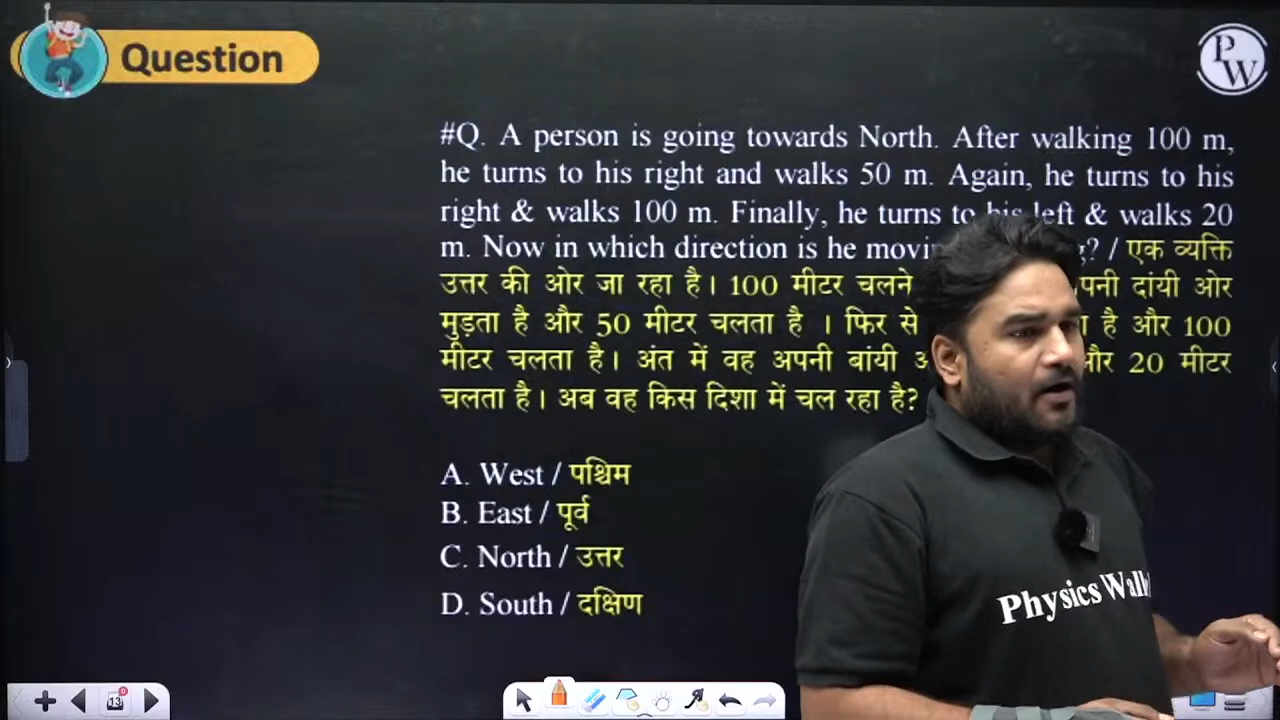 Question
PW
#Q. A person is going towards North. After walking 100 m,
he turns to his right and walks 50 m. Again, he turns to his
right & walks 100 m. Finally, he turns to his left & walks 20
m. Now in which direction is he ? / एक व्यक्ति
उत्तर की ओर जा रहा है। 100 मीटर चलने दांयी ओर
मुड़ता है और 50 मीटर चलता है । फिर से है और 100
मीटर चलता है। अंत में वह अपनी बांयी और 20 मीटर
चलता है। अब वह किस दिशा में चल रहा है?
A. West / पश्चिम
B. East / पूर्व
C. North / उत्तर
D. South / दक्षिण
Physics
13